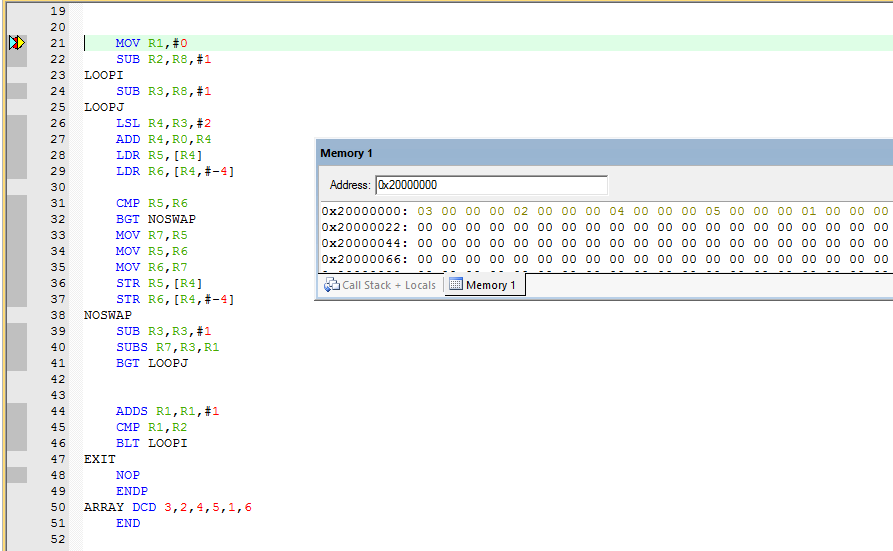 19
20
21 MOV R1,#0
22 SUB R2,R8,#1
23 LOOPI
24 SUB R3,R8,#1
25 LOOPJ
26 LSL R4,R3,#2
27 ADD R4,R0,R4
28 LDR R5,[R4]
29 LDR R6,[R4,#-4]
30
31 CMP R5,R6
32 BGT NOSWAP
33 MOV R7,R5
34 MOV R5,R6
35 MOV R6,R7
36 STR R5,[R4]
37 STR R6,[R4,#-4]
38 NOSWAP
39 SUB R3,R3,#1
40 SUBS R7,R3,R1
41 BGT LOOPJ
42
43
44 ADDS R1,R1,#1
45 CMP R1,R2
46 BLT LOOPI
47 EXIT
48 NOP
49 ENDP
50 ARRAY DCD 3,2,4,5,1,6
51 END
52
Memory 1
Address: 0x20000000
0x20000000: 03 00 00 00 02 00 00 00 04 00 00 00 05 00 00 00 01 00 00 00
0x20000022: 00 00 00 00 00 00 00 00 00 00 00 00 00 00 00 00 00 00 00 00
0x20000044: 00 00 00 00 00 00 00 00 00 00 00 00 00 00 00 00 00 00 00 00
0x20000066: 00 00 00 00 00 00 00 00 00 00 00 00 00 00 00 00 00 00 00 00
Call Stack + Locals Memory 1